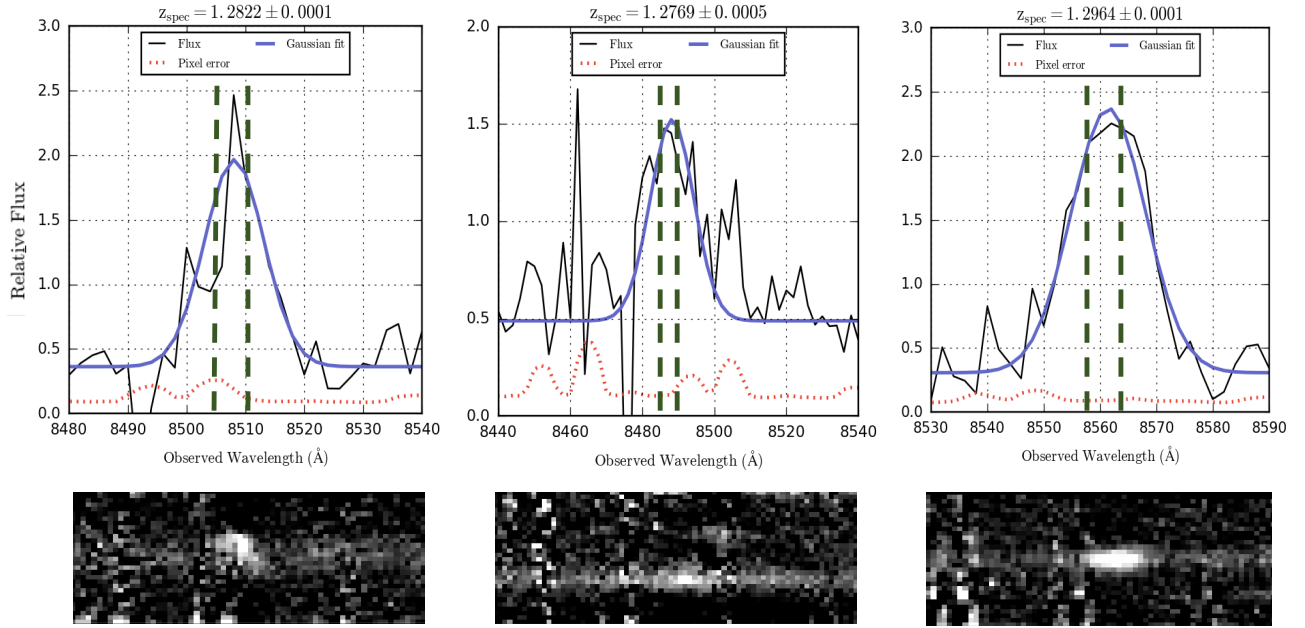 z_spec = 1.2822 ± 0.0001
Flux
Gaussian fit
Pixel error
3.0
2.5
2.0
1.5
1.0
0.5
0.0
Relative Flux
8480
8490
8500
8510
8520
8530
8540
Observed Wavelength (Å)
z_spec = 1.2769 ± 0.0005
Flux
Gaussian fit
Pixel error
2.0
1.5
1.0
0.5
0.0
8440
8460
8480
8500
8520
8540
Observed Wavelength (Å)
z_spec = 1.2964 ± 0.0001
Flux
Gaussian fit
Pixel error
3.0
2.5
2.0
1.5
1.0
0.5
0.0
8530
8540
8550
8560
8570
8580
8590
Observed Wavelength (Å)